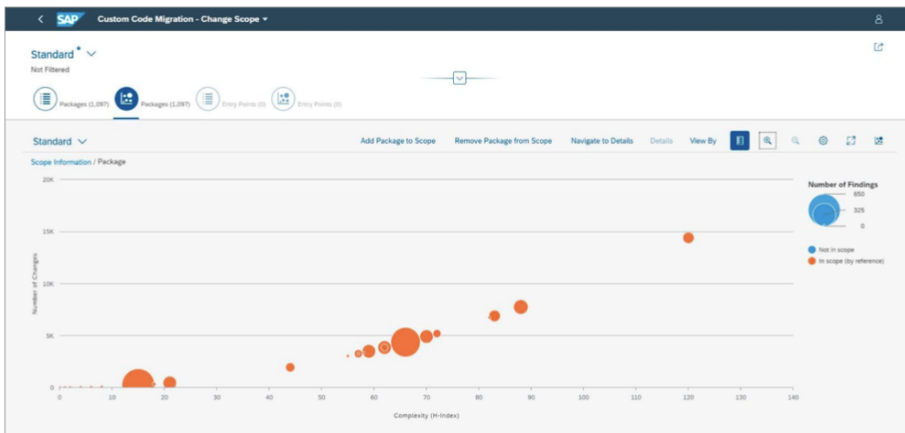 SAP Custom Code Migration - Change Scope
Standard *
Not Filtered
Packages (1,097) Packages (1,097) Entry Points (0) Entry Points (0)
Standard Add Package to Scope Remove Package from Scope Navigate to Details Details View By
Scope Information / Package
Number of Findings
650
325
0
Not in scope
In scope (by reference)
Number of Changes
20K
15K
10K
5K
0
0 10 20 30 40 50 60 70 80 90 100 110 120 130 140
Complexity (H-Index)